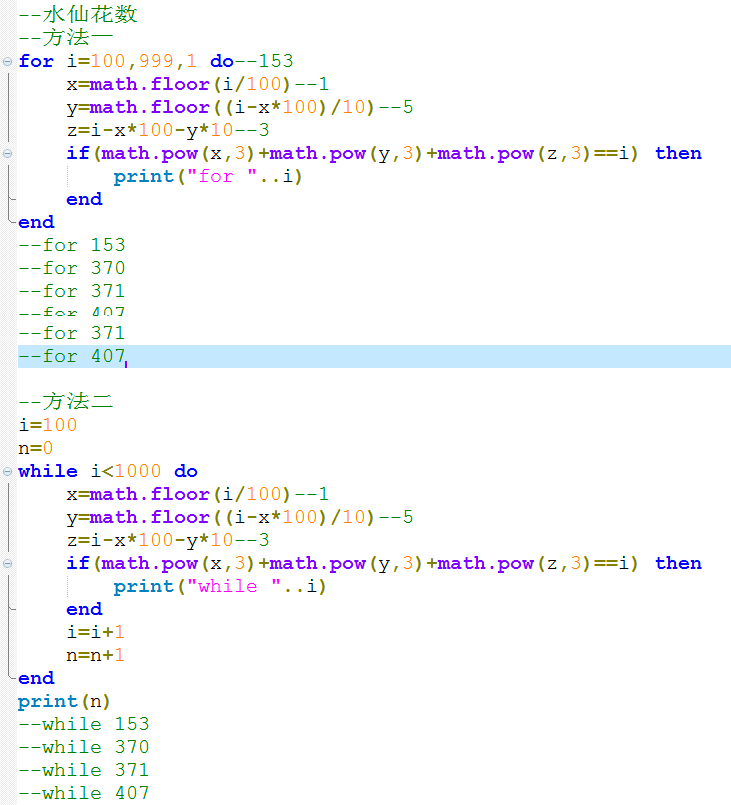 --水仙花数
--方法一
for i=100,999,1 do--153
    x=math.floor(i/100)--1
    y=math.floor((i-x*100)/10)--5
    z=i-x*100-y*10--3
    if(math.pow(x,3)+math.pow(y,3)+math.pow(z,3)==i) then
        print("for "..i)
    end
end
--for 153
--for 370
--for 371
--for 407
--for 371
--for 407
--方法二
i=100
n=0
while i<1000 do
    x=math.floor(i/100)--1
    y=math.floor((i-x*100)/10)--5
    z=i-x*100-y*10--3
    if(math.pow(x,3)+math.pow(y,3)+math.pow(z,3)==i) then
        print("while "..i)
    end
    i=i+1
    n=n+1
end
print(n)
--while 153
--while 370
--while 371
--while 407